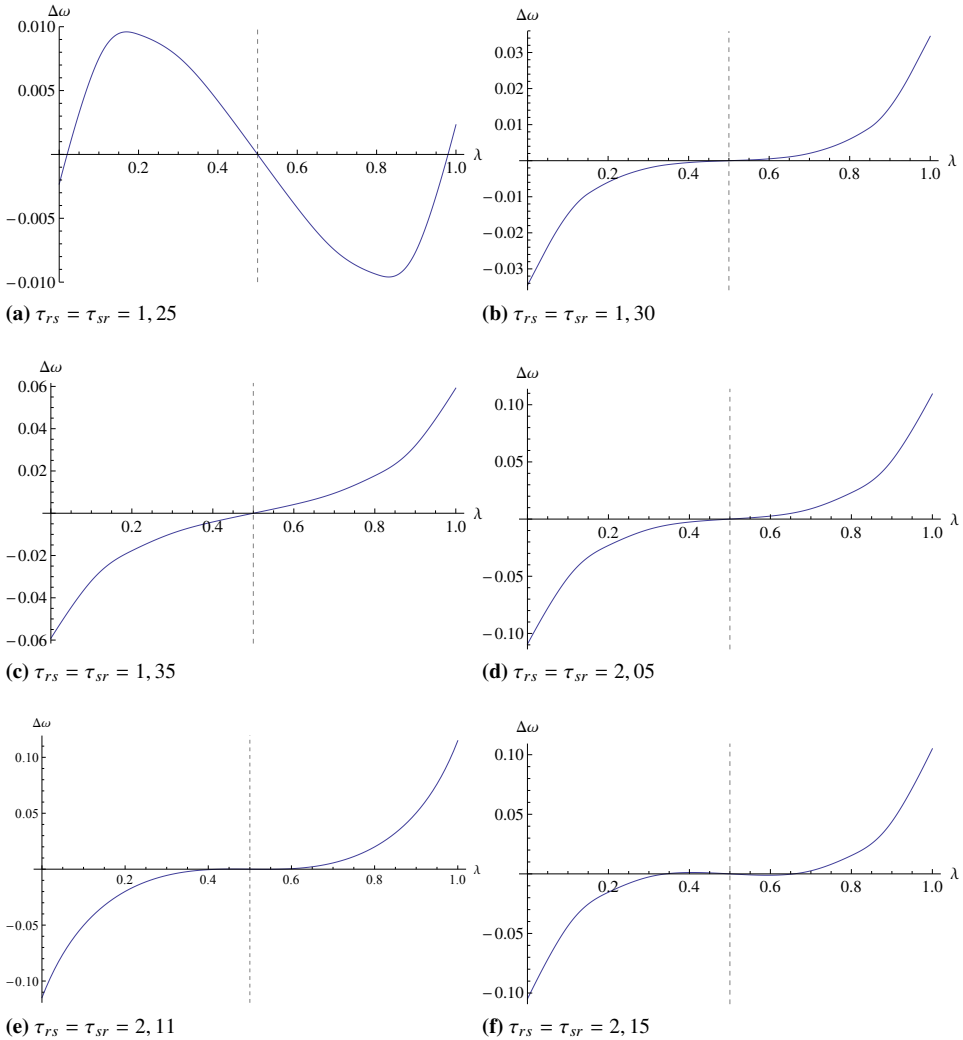 Δω
0.010
0.005
0.2 0.4 0.6 0.8 1.0 λ
−0.005
−0.010
(a) τrs = τsr = 1, 25
Δω
0.03
0.02
0.01
0.2 0.4 0.6 0.8 1.0 λ
−0.01
−0.02
−0.03
(b) τrs = τsr = 1, 30
Δω
0.06
0.04
0.02
0.2 0.4 0.6 0.8 1.0 λ
−0.02
−0.04
−0.06
(c) τrs = τsr = 1, 35
Δω
0.10
0.05
0.2 0.4 0.6 0.8 1.0 λ
−0.05
−0.10
(d) τrs = τsr = 2, 05
Δω
0.10
0.05
0.2 0.4 0.6 0.8 1.0 λ
−0.05
−0.10
(e) τrs = τsr = 2, 11
Δω
0.10
0.05
0.2 0.4 0.6 0.8 1.0 λ
−0.05
−0.10
(f) τrs = τsr = 2, 15